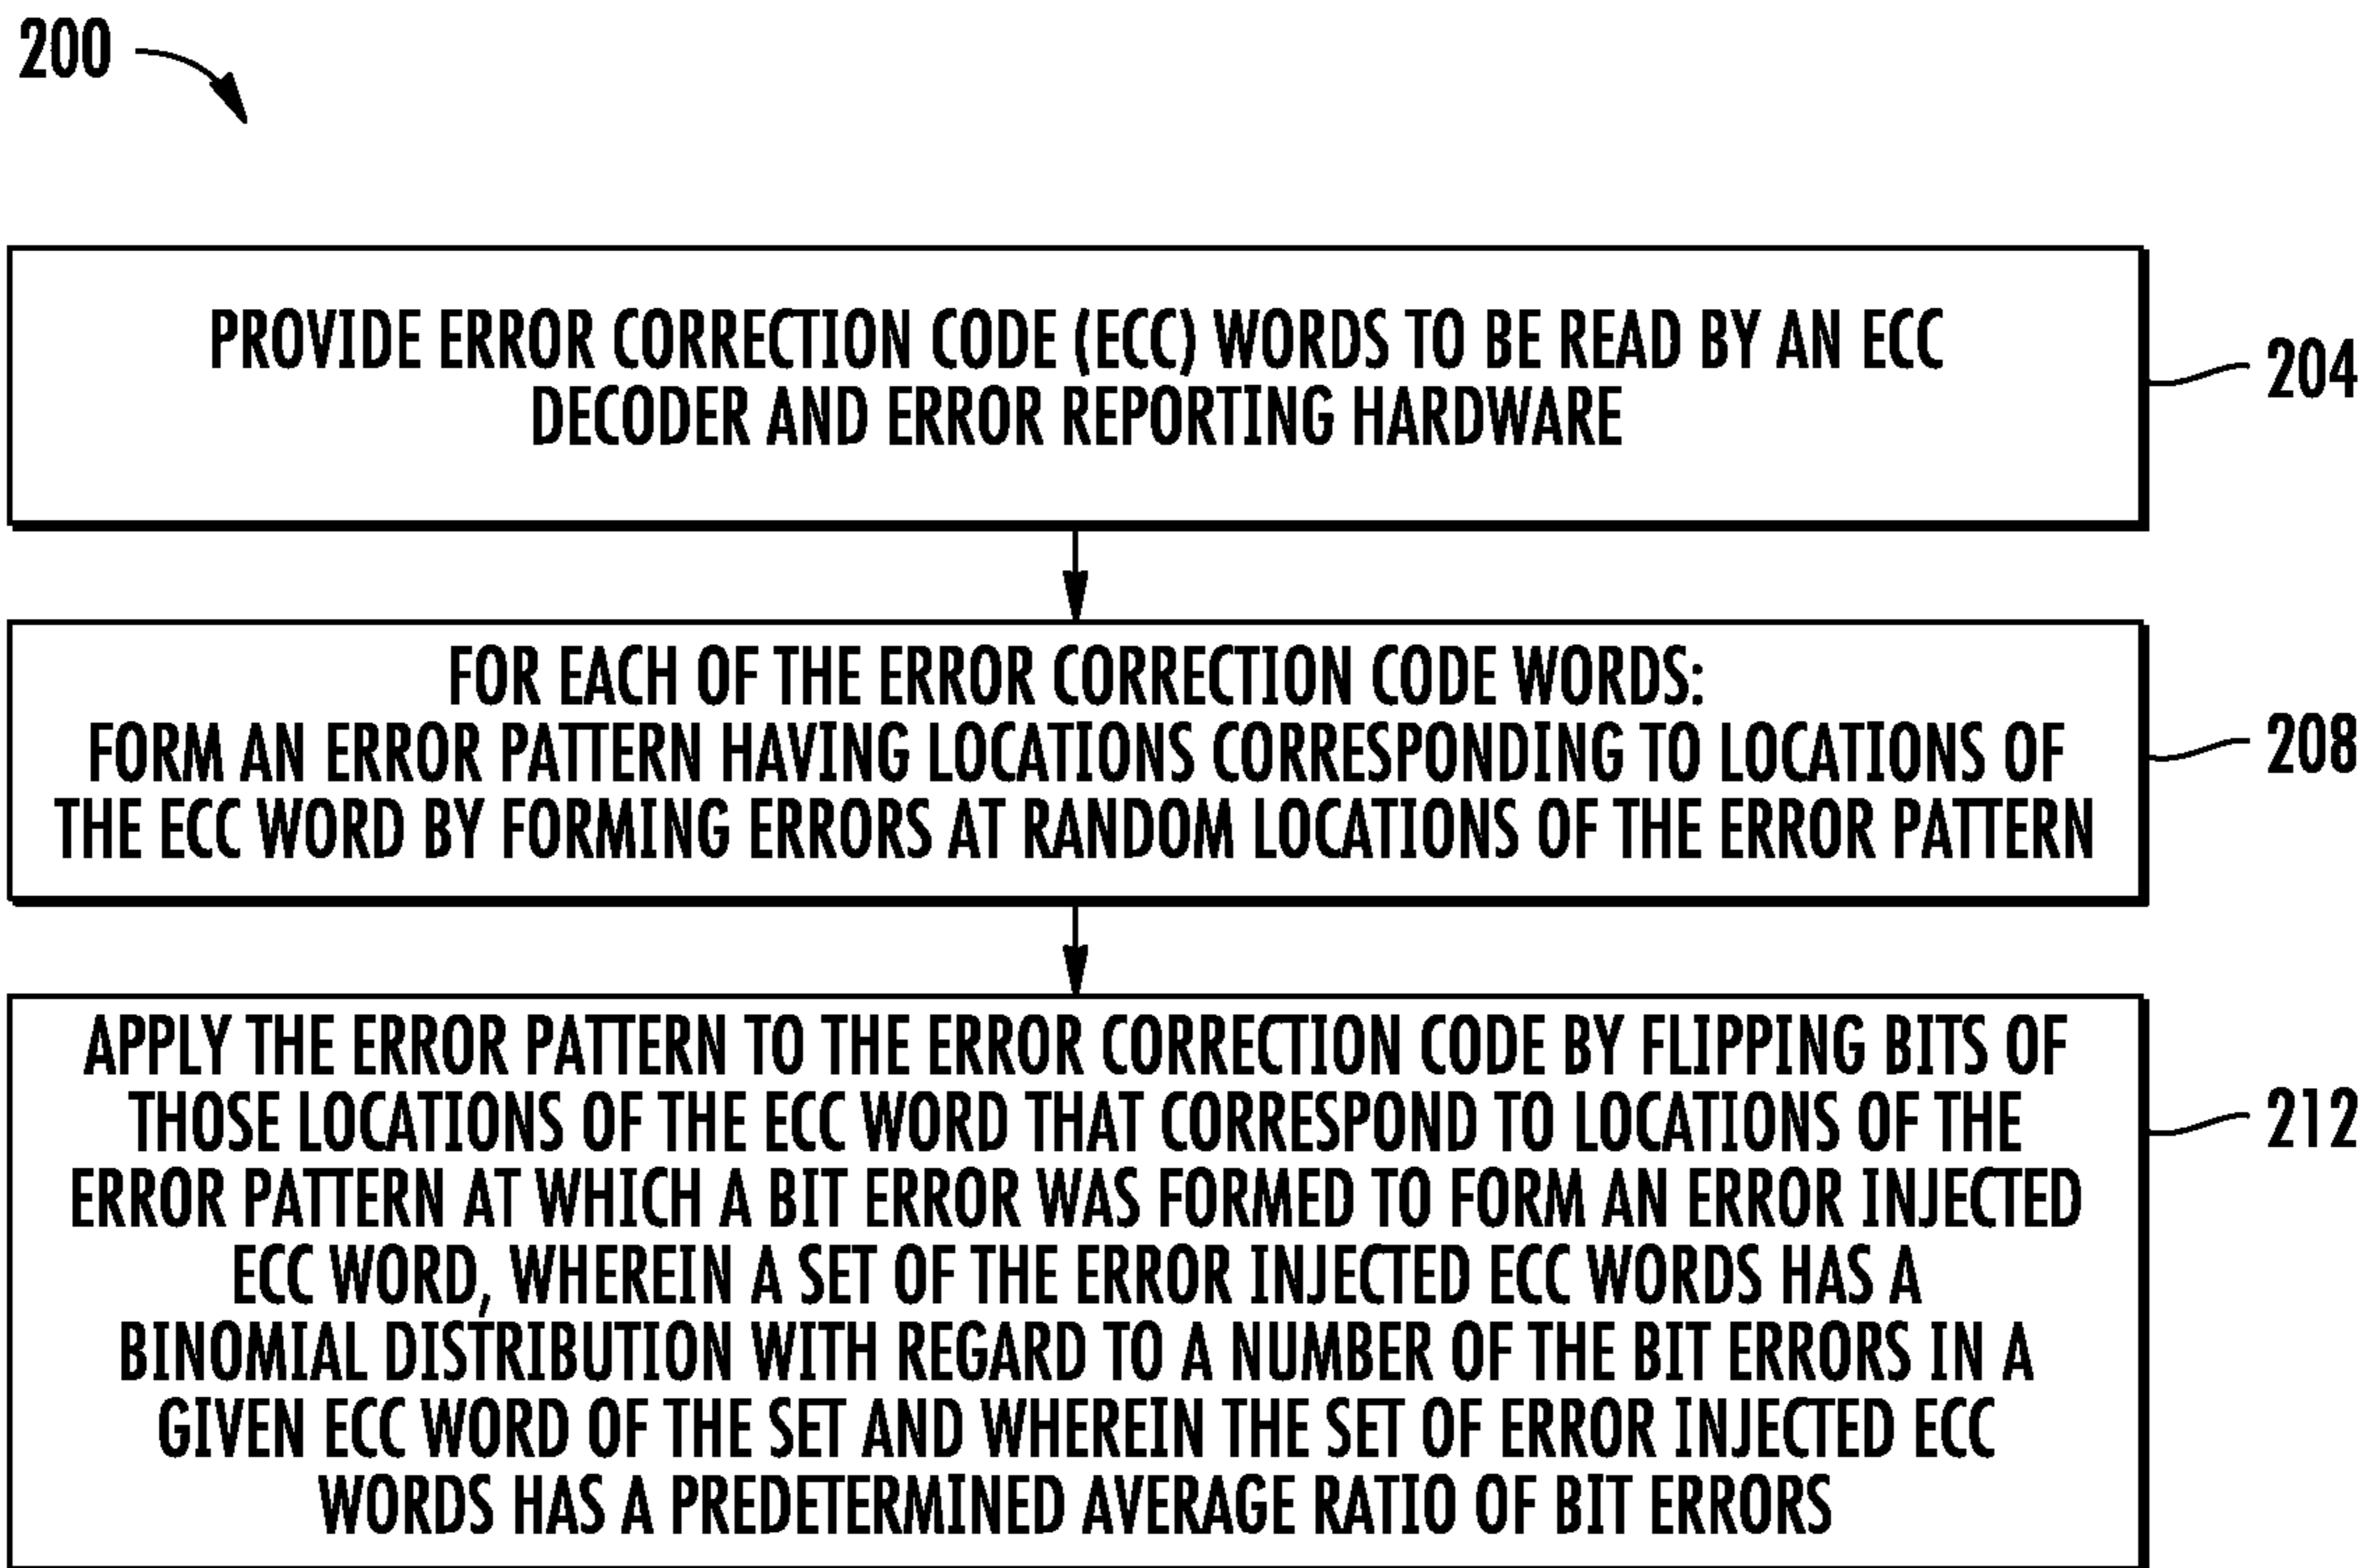 200
PROVIDE ERROR CORRECTION CODE (ECC) WORDS TO BE READ BY AN ECC
DECODER AND ERROR REPORTING HARDWARE
204
FOR EACH OF THE ERROR CORRECTION CODE WORDS:
FORM AN ERROR PATTERN HAVING LOCATIONS CORRESPONDING TO LOCATIONS OF
THE ECC WORD BY FORMING ERRORS AT RANDOM LOCATIONS OF THE ERROR PATTERN
208
APPLY THE ERROR PATTERN TO THE ERROR CORRECTION CODE BY FLIPPING BITS OF
THOSE LOCATIONS OF THE ECC WORD THAT CORRESPOND TO LOCATIONS OF THE
ERROR PATTERN AT WHICH A BIT ERROR WAS FORMED TO FORM AN ERROR INJECTED
ECC WORD, WHEREIN A SET OF THE ERROR INJECTED ECC WORDS HAS A
BINOMIAL DISTRIBUTION WITH REGARD TO A NUMBER OF THE BIT ERRORS IN A
GIVEN ECC WORD OF THE SET AND WHEREIN THE SET OF ERROR INJECTED ECC
WORDS HAS A PREDETERMINED AVERAGE RATIO OF BIT ERRORS
212